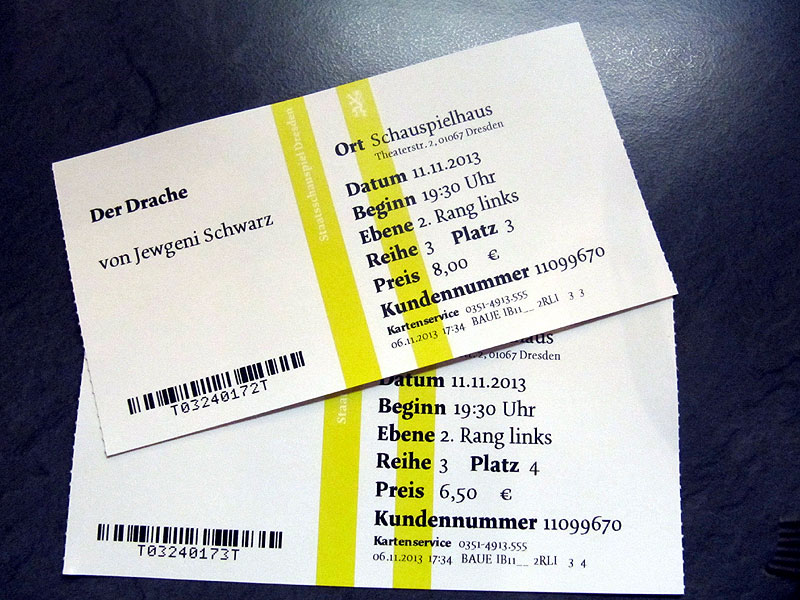 Der Drache
von Jewgeni Schwarz
T03240172T
Staatsschauspiel Dresden
Ort Schauspielhaus
Theaterstr. 2, 01067 Dresden
Datum 11.11.2013
Beginn 19:30 Uhr
Ebene 2. Rang links
Reihe 3 Platz 3
Preis 8,00 €
Kundennummer 11099670
Kartenservice 0351-4913.555
06.11.2013 17:34 BAUE IB11__ 2RLI 3 3
T03240173T
2, 01067 Dresden
Datum 11.11.2013
Beginn 19:30 Uhr
Ebene 2. Rang links
Reihe 3 Platz 4
Preis 6,50 €
Kundennummer 11099670
Kartenservice 0351-4913.555
06.11.2013 17:34 BAUE IB11__ 2RLI 3 4